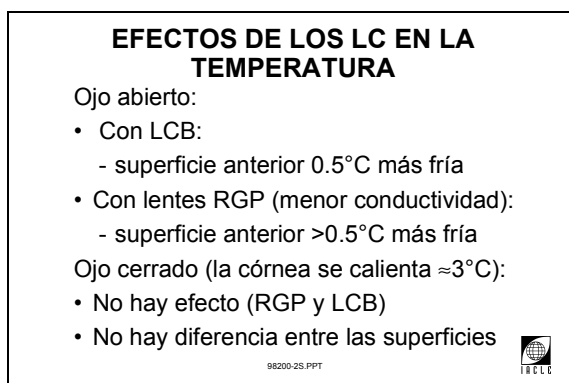 EFECTOS DE LOS LC EN LA
TEMPERATURA
Ojo abierto:
• Con LCB:
- superficie anterior 0.5°C más fría
• Con lentes RGP (menor conductividad):
- superficie anterior >0.5°C más fría
Ojo cerrado (la córnea se calienta ≈3°C):
• No hay efecto (RGP y LCB)
• No hay diferencia entre las superficies
98200-2S.PPT
IACLE